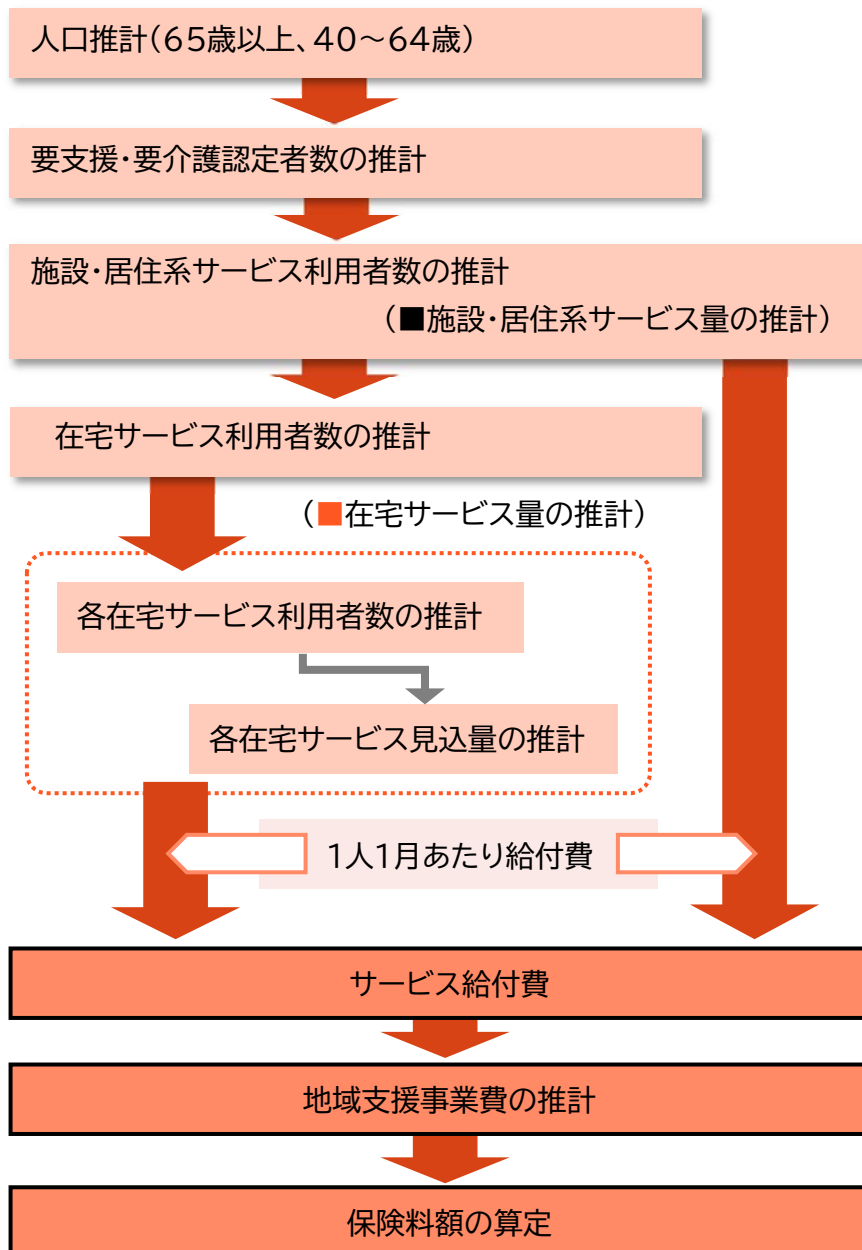 人口推計(65歳以上、40～64歳)
要支援・要介護認定者数の推計
施設・居住系サービス利用者数の推計
(■施設・居住系サービス量の推計)
在宅サービス利用者数の推計
(■在宅サービス量の推計)
各在宅サービス利用者数の推計
各在宅サービス見込量の推計
1人1月あたり給付費
サービス給付費
地域支援事業費の推計
保険料額の算定